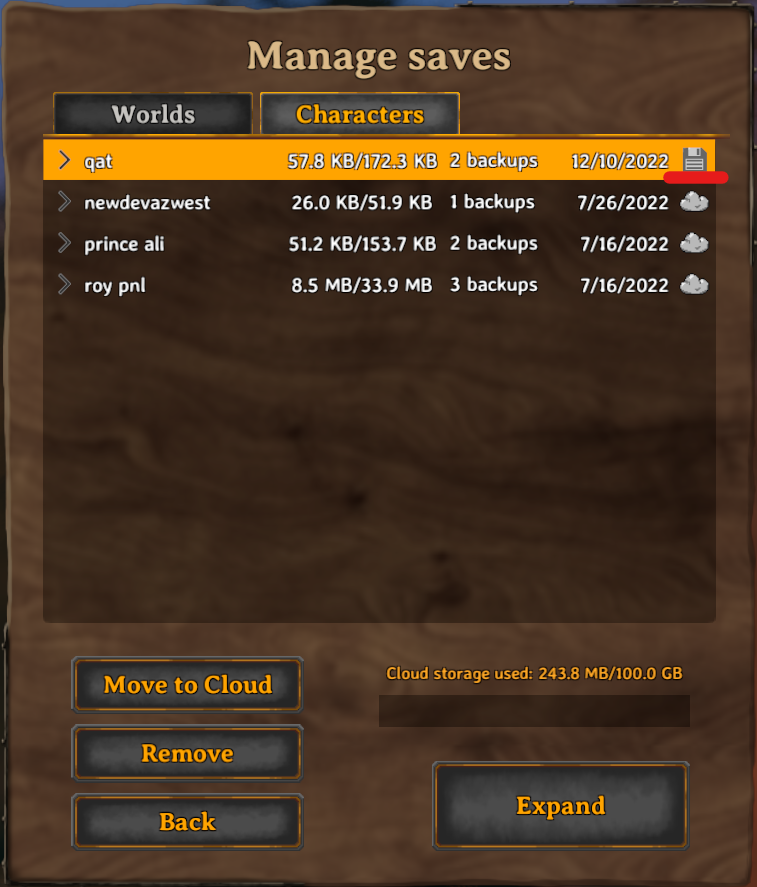 Manage saves
Worlds Characters
qat 57.8 KB/172.3 KB 2 backups 12/10/2022
newdevazwest 26.0 KB/51.9 KB 1 backups 7/26/2022
prince ali 51.2 KB/153.7 KB 2 backups 7/16/2022
roy pnl 8.5 MB/33.9 MB 3 backups 7/16/2022
Move to Cloud
Cloud storage used: 243.8 MB/100.0 GB
Remove
Back
Expand